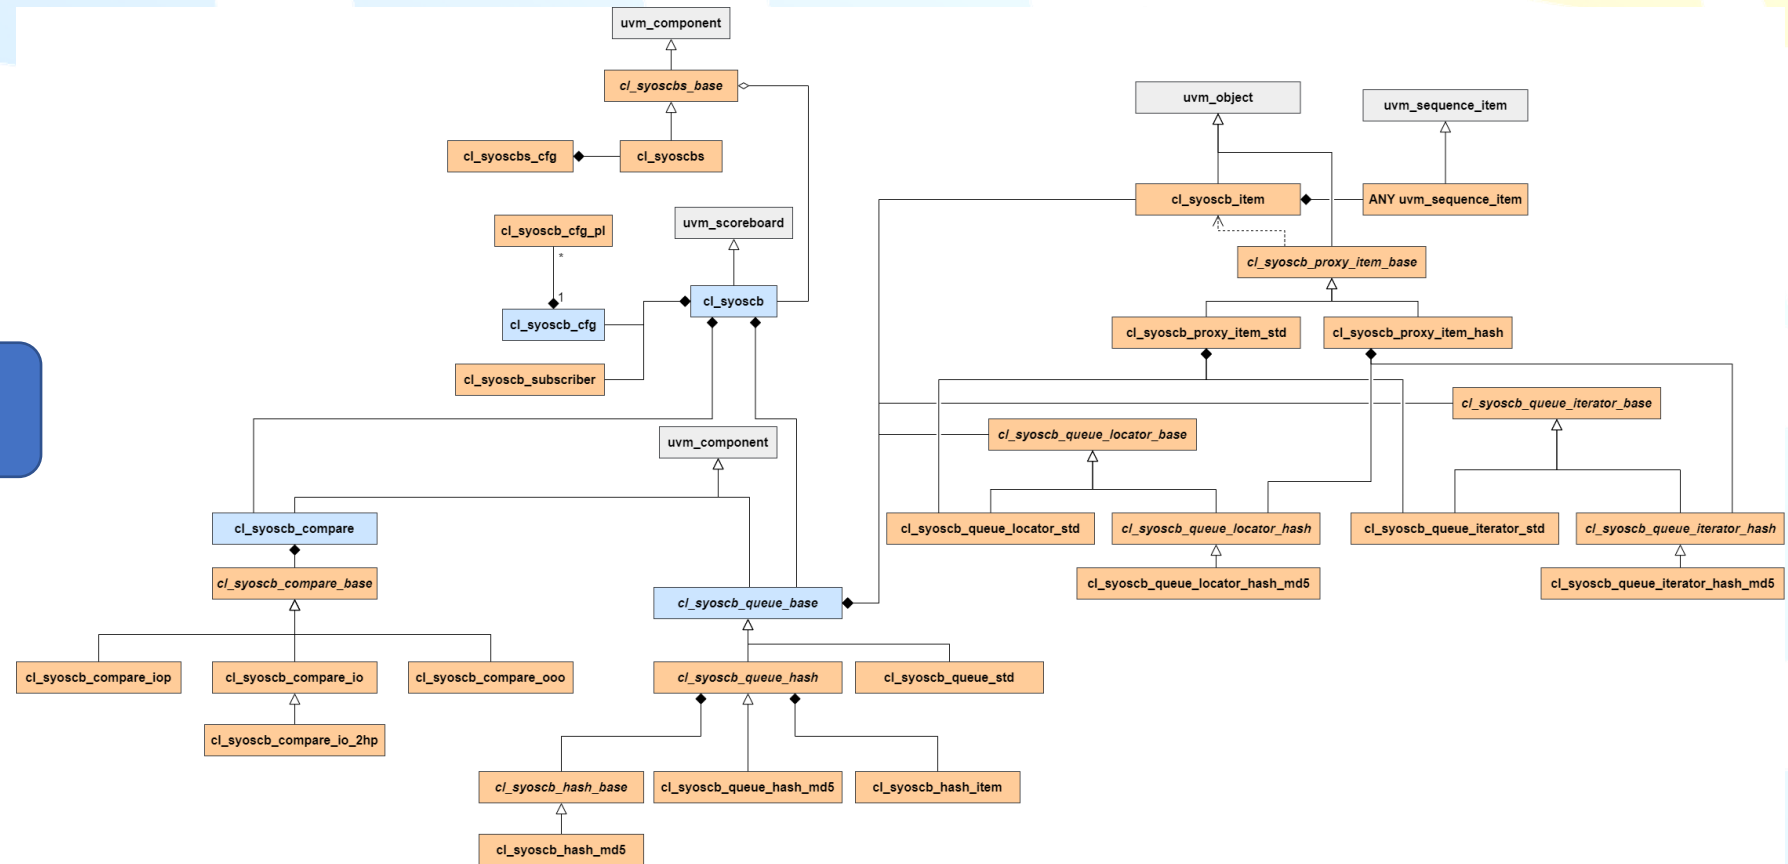 uvm_component
cl_syoscbs_base
uvm_object
uvm_sequence_item
cl_syoscbs_cfg
cl_syoscbs
cl_syoscb_item
ANY uvm_sequence_item
cl_syoscb_cfg_pl
uvm_scoreboard
*
cl_syoscb_proxy_item_base
1
cl_syoscb
cl_syoscb_cfg
cl_syoscb_proxy_item_std
cl_syoscb_proxy_item_hash
cl_syoscb_subscriber
cl_syoscb_queue_iterator_base
cl_syoscb_queue_locator_base
uvm_component
cl_syoscb_compare
cl_syoscb_queue_locator_std
cl_syoscb_queue_locator_hash
cl_syoscb_queue_iterator_std
cl_syoscb_queue_iterator_hash
cl_syoscb_compare_base
cl_syoscb_queue_locator_hash_md5
cl_syoscb_queue_iterator_hash_md5
cl_syoscb_queue_base
cl_syoscb_compare_iop
cl_syoscb_compare_io
cl_syoscb_compare_ooo
cl_syoscb_queue_hash
cl_syoscb_queue_std
cl_syoscb_compare_io_2hp
cl_syoscb_hash_base
cl_syoscb_queue_hash_md5
cl_syoscb_hash_item
cl_syoscb_hash_md5